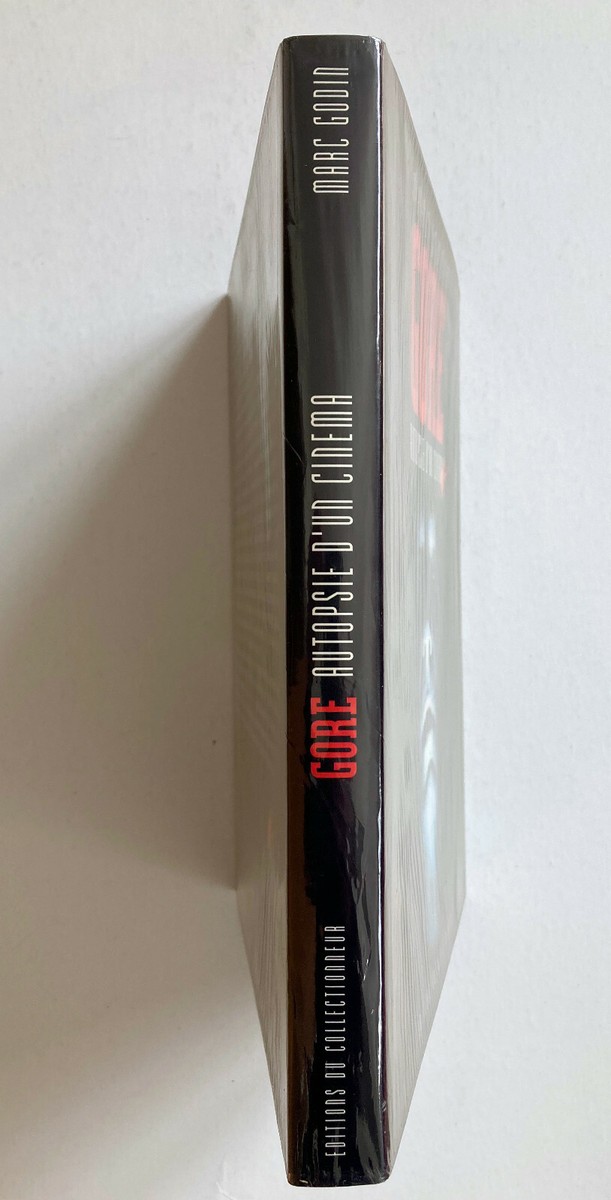 EDITIONS DU COLLECTIONNEUR
GORE AUTOPSIE D'UN CINEMA
MARC GODIN